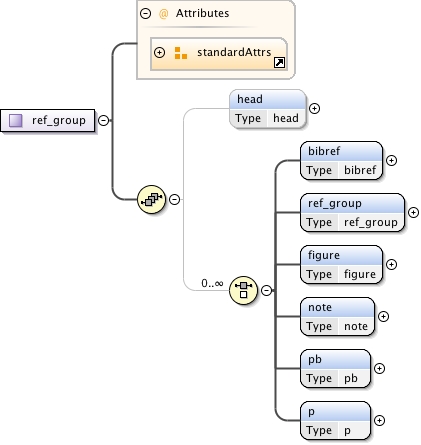 @ Attributes
standardAttrs
ref_group
head
Type head
0..∞
bibref
Type bibref
ref_group
Type ref_group
figure
Type figure
note
Type note
pb
Type pb
p
Type p